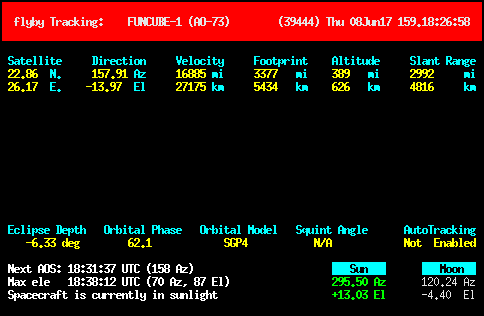 flyby Tracking: FUNCUBE-1 (AO-73) (39444) Thu 08Jun17 159.18:26:58
Satellite Direction Velocity Footprint Altitude Slant Range
22.86 N. 157.91 Az 16885 mi 3377 mi 389 mi 2992 mi
26.17 E. -13.97 El 27175 km 5434 km 626 km 4816 km
Eclipse Depth Orbital Phase Orbital Model Squint Angle AutoTracking
-6.33 deg 62.1 SGP4 N/A Not Enabled
Next AOS: 18:31:37 UTC (158 Az) Sun Moon
Max ele 18:38:12 UTC (70 Az, 87 El) 295.50 Az 120.24 Az
Spacecraft is currently in sunlight +13.03 El -4.40 El